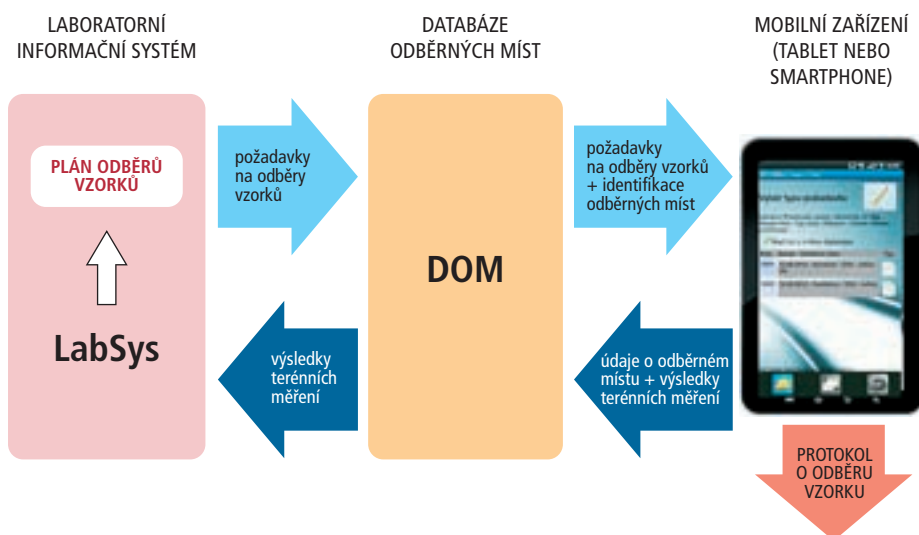 LABORATORNÍ
INFORMAČNÍ SYSTÉM
DATABÁZE
ODBĚRNÝCH MÍST
MOBILNÍ ZAŘÍZENÍ
(TABLET NEBO
SMARTPHONE)
PLÁN ODBĚRŮ
VZORKŮ
LabSys
požadavky
na odběry
vzorků
výsledky
terénních
měření
DOM
požadavky
na odběry vzorků
+ identifikace
odběrných míst
údaje o odběrném
místu + výsledky
terénních měření
PROTOKOL
O ODBĚRU
VZORKU